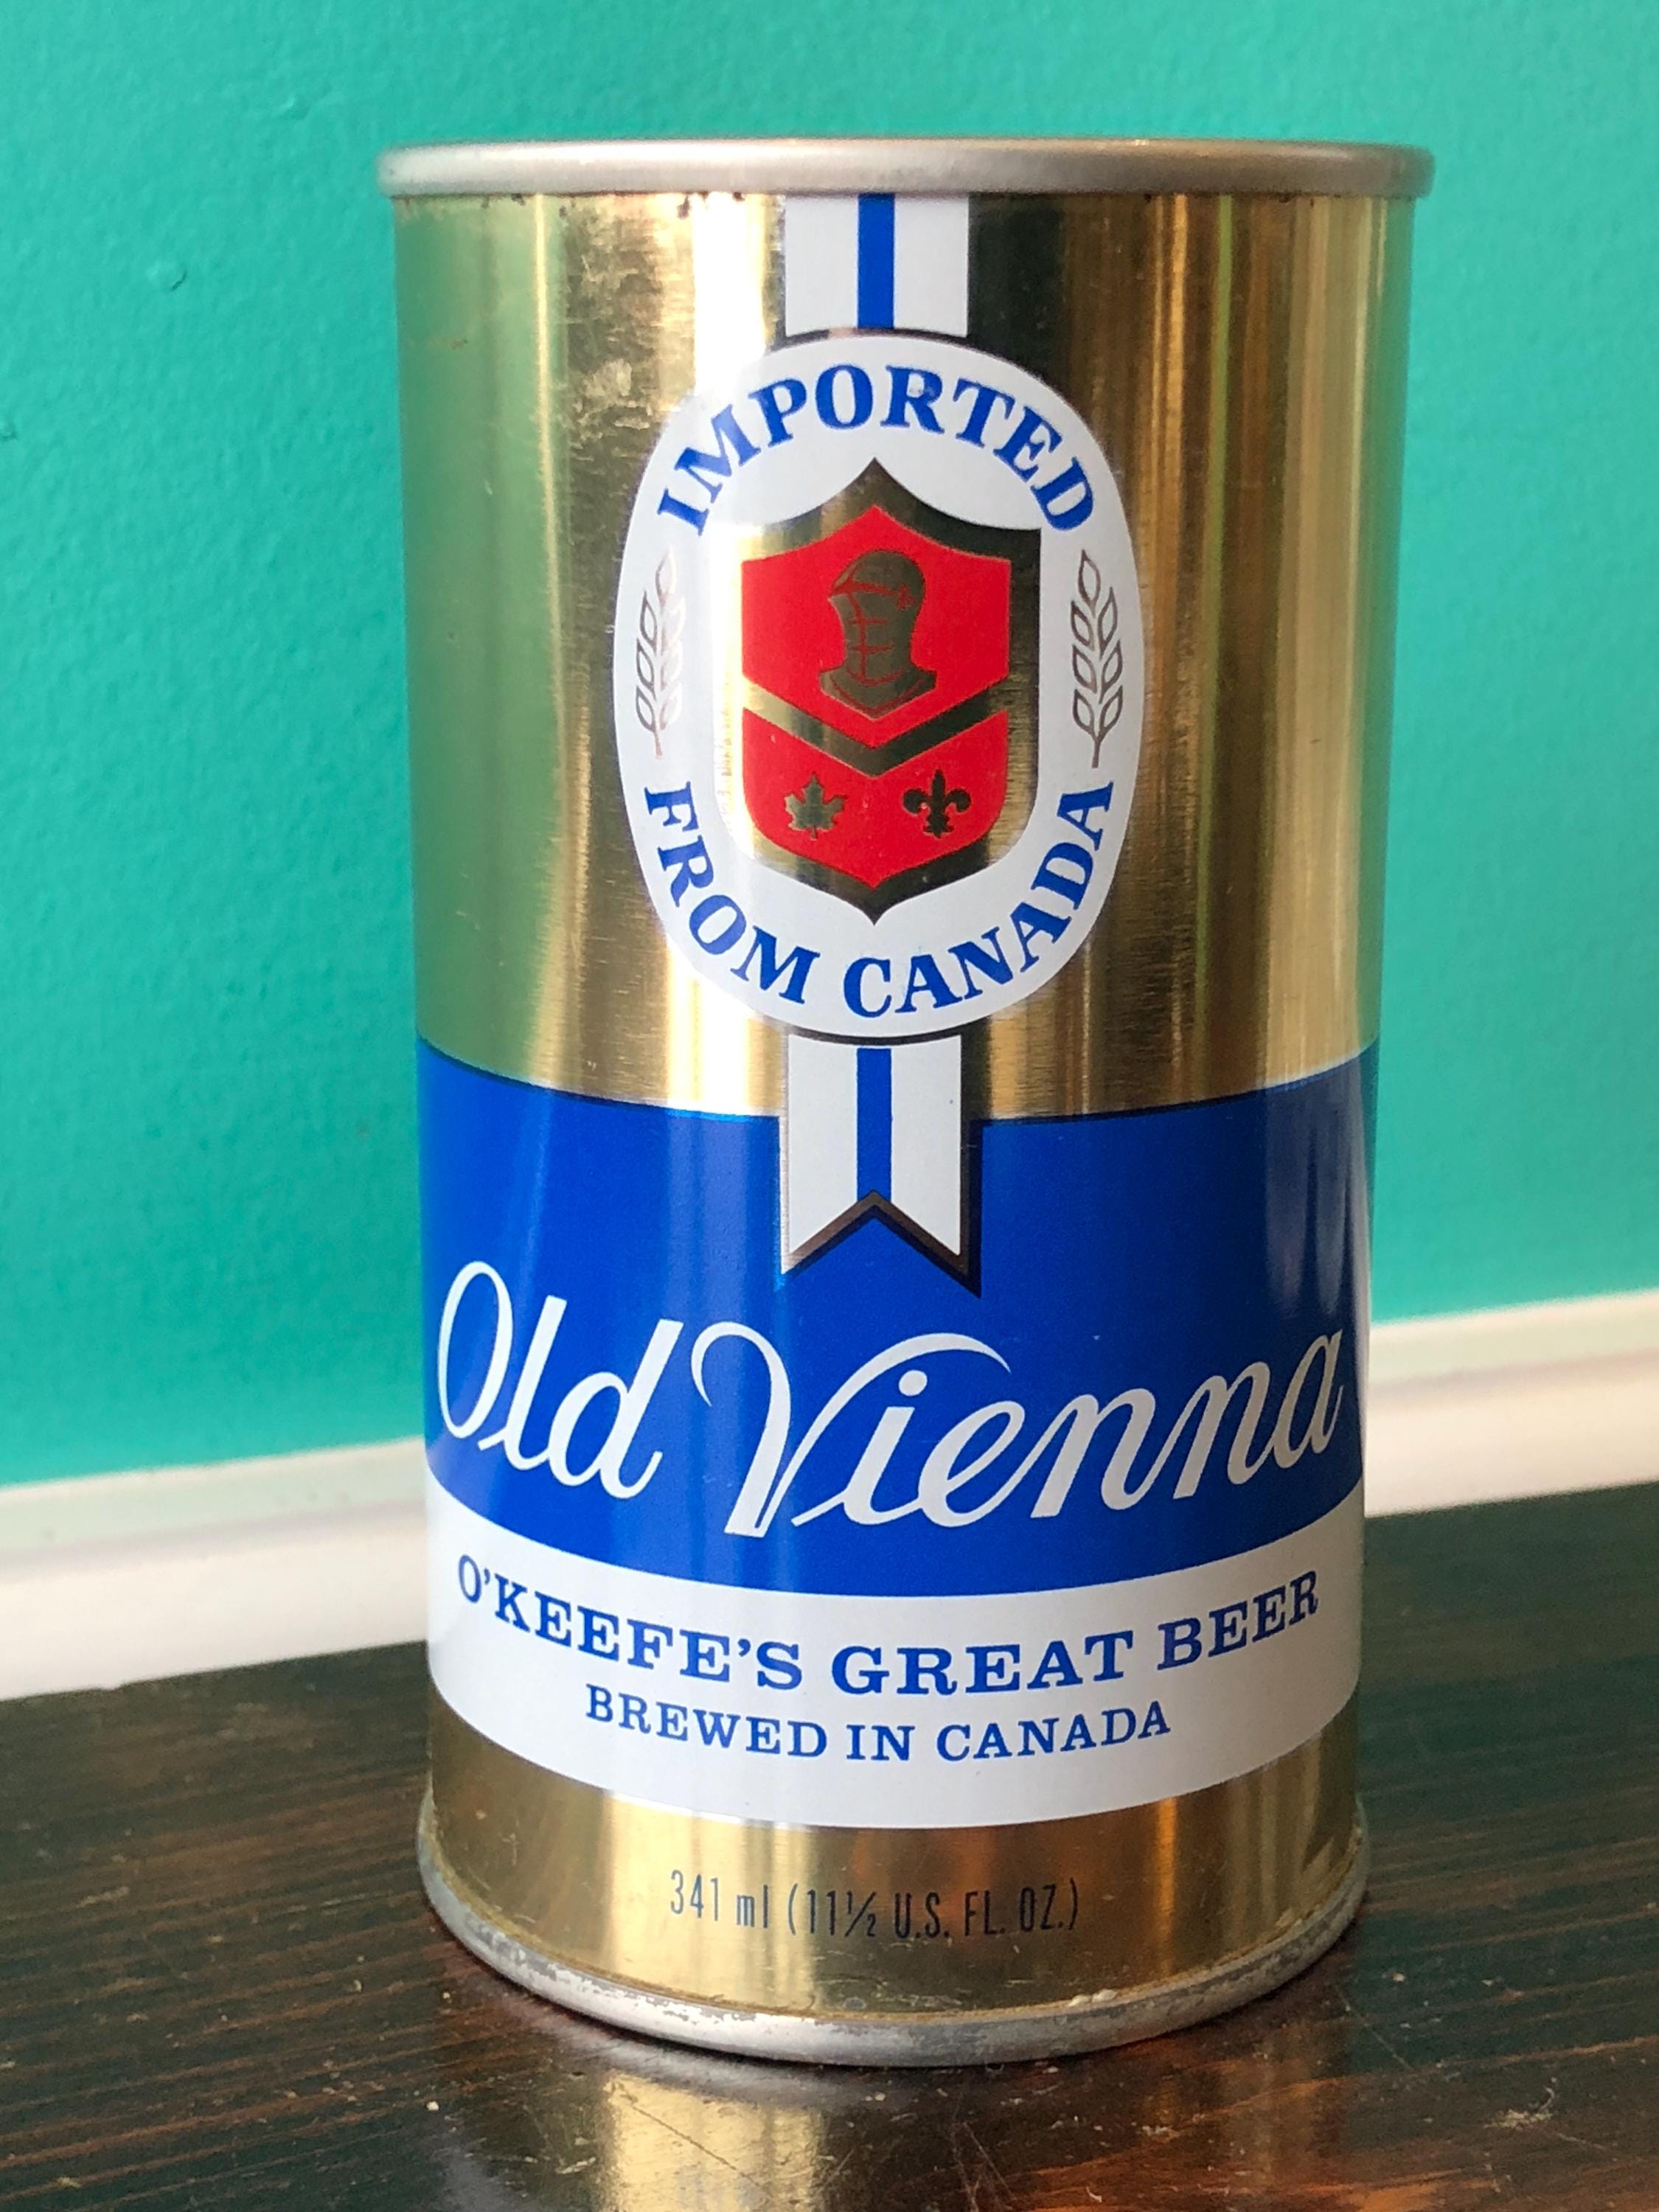 IMPORTED
FROM CANADA
Old Vienna
O'KEEFE'S GREAT BEER
BREWED IN CANADA
341 ml (11½ U.S. FL. OZ.)